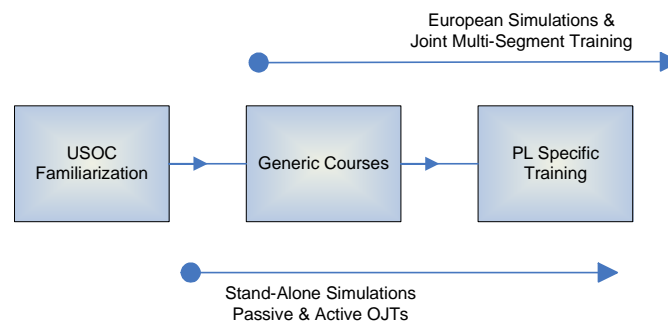 European Simulations &
Joint Multi-Segment Training
USOC
Familiarization
Generic Courses
PL Specific
Training
Stand-Alone Simulations
Passive & Active OJTs